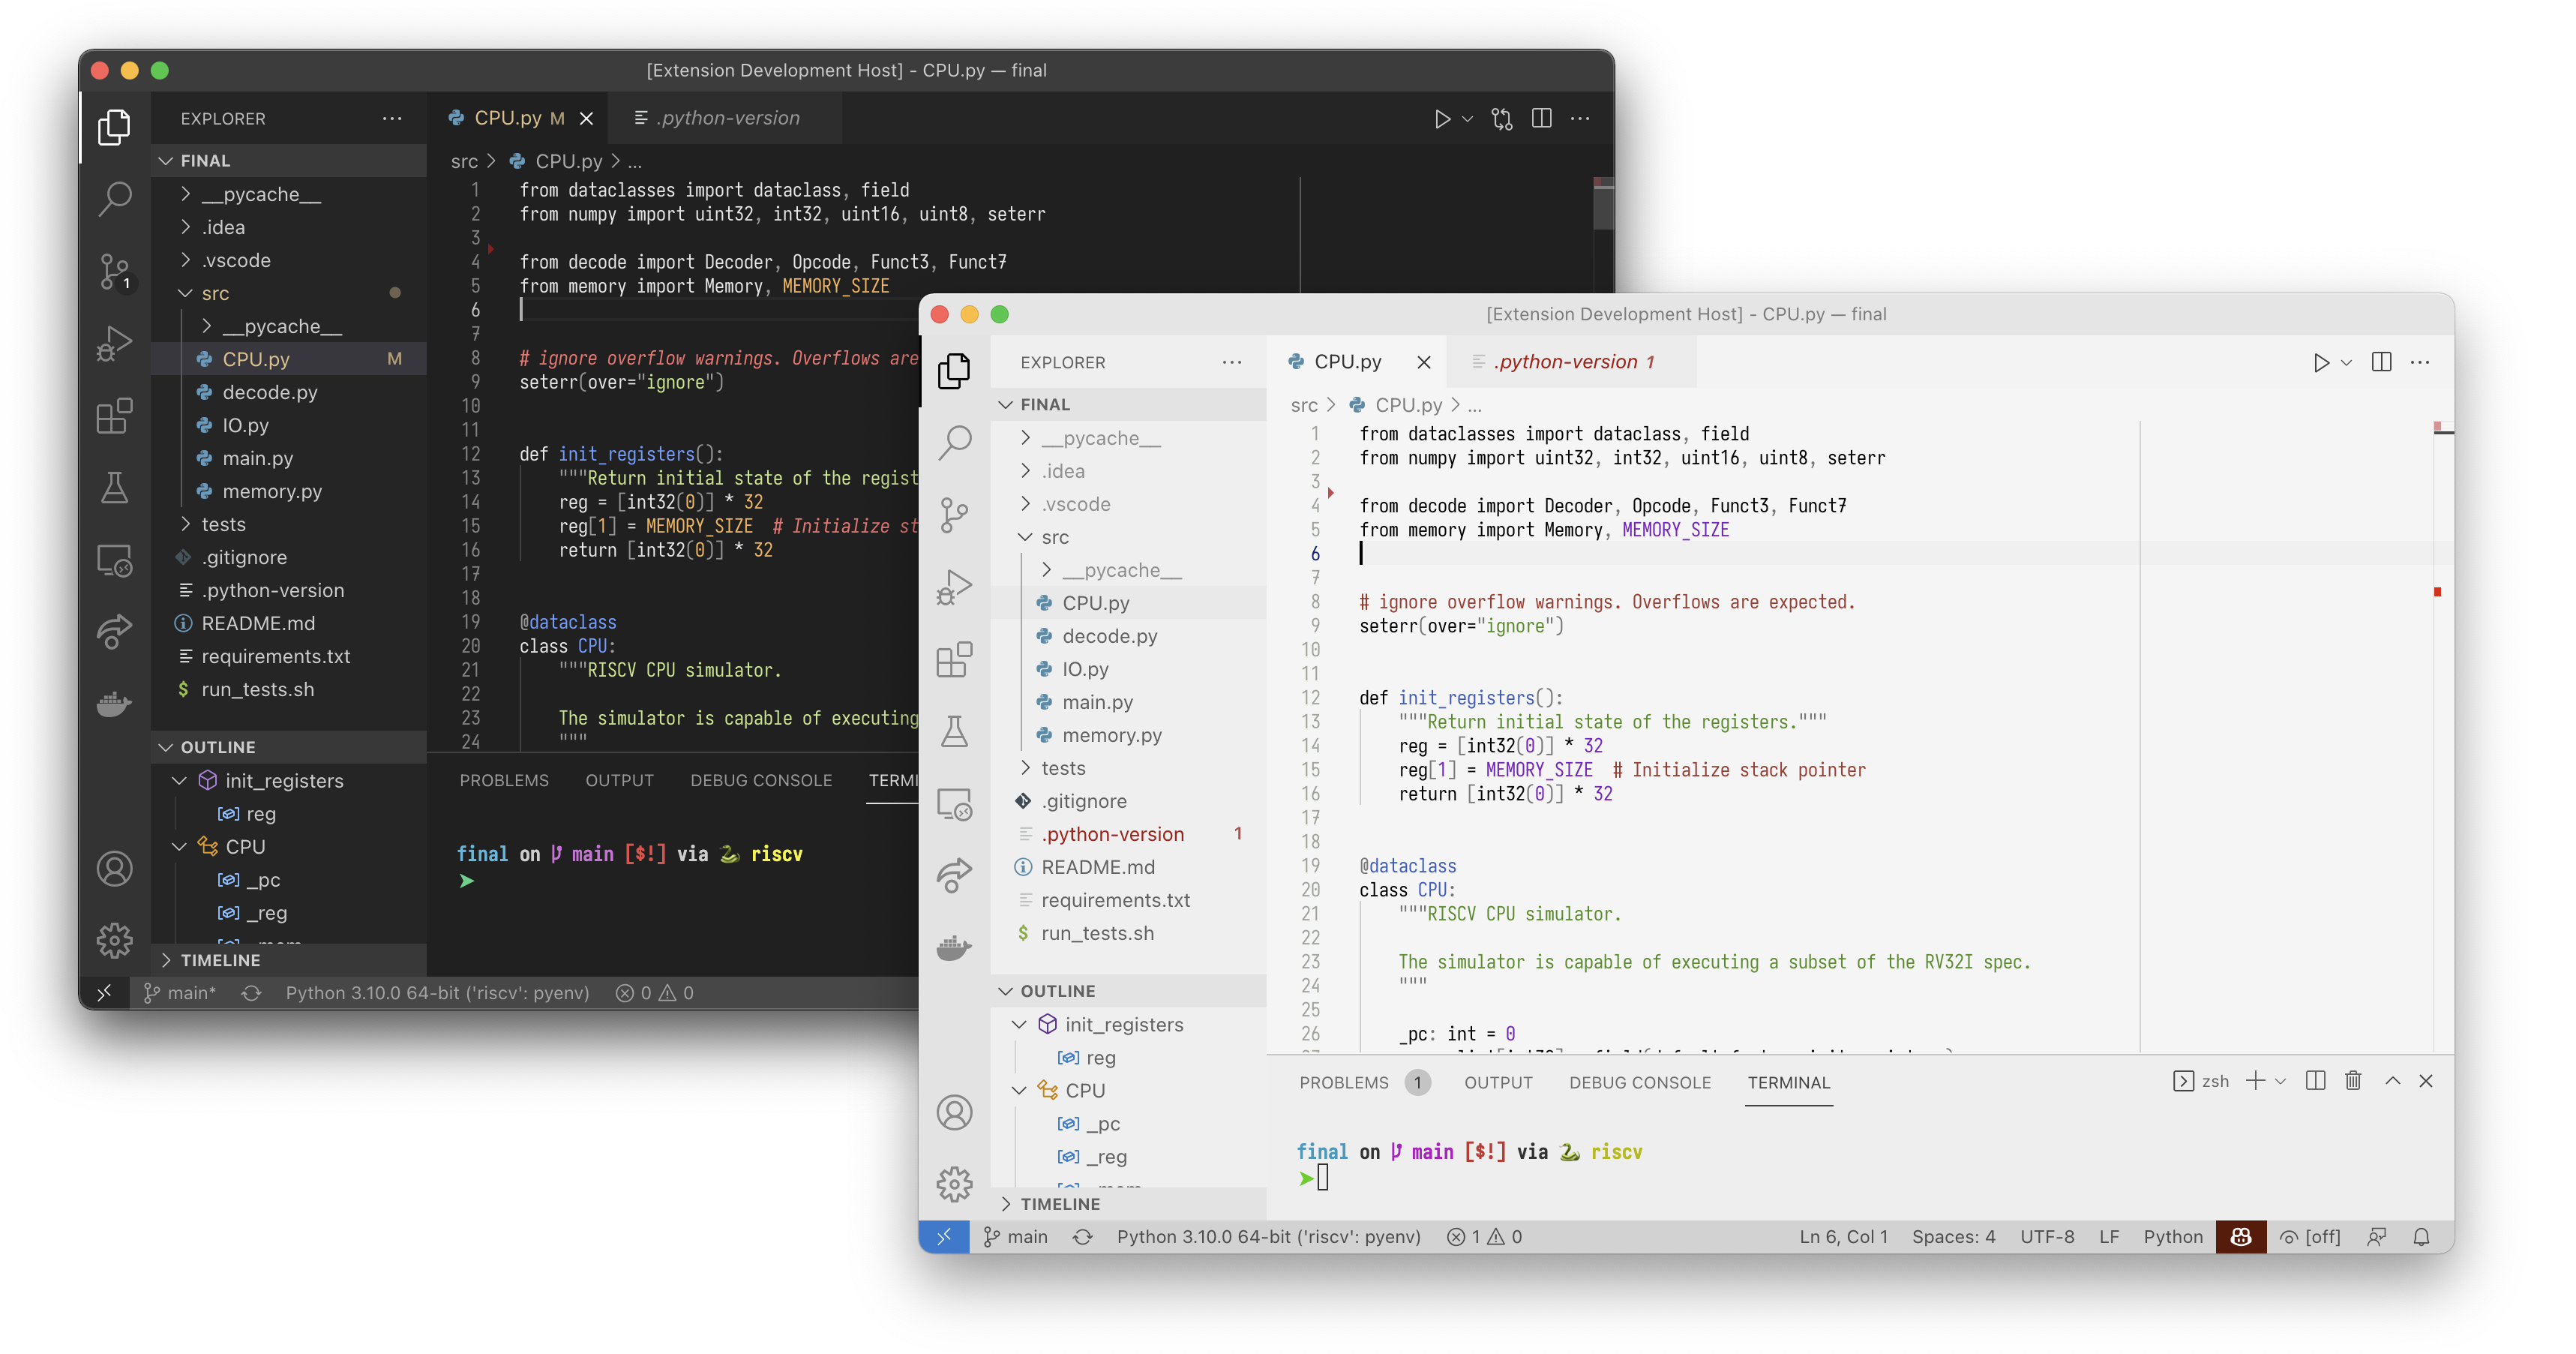 [Extension Development Host] - CPU.py — final
EXPLORER
FINAL
__pycache__
.idea
.vscode
src
__pycache__
CPU.py M
decode.py
IO.py
main.py
memory.py
tests
.gitignore
.python-version
README.md
requirements.txt
$ run_tests.sh
OUTLINE
init_registers
reg
CPU
_pc
_reg
TIMELINE
1
CPU.py M
.python-version
src > CPU.py > ...
1 from dataclasses import dataclass, field
2 from numpy import uint32, int32, uint16, uint8, seterr
3
4 from decode import Decoder, Opcode, Funct3, Funct7
5 from memory import Memory, MEMORY_SIZE
6
7
8 # ignore overflow warnings. Overflows are
9 seterr(over="ignore")
10
11
12 def init_registers():
13 """Return initial state of the regist
14 reg = [int32(0)] * 32
15 reg[1] = MEMORY_SIZE # Initialize st
16 return [int32(0)] * 32
17
18
19 @dataclass
20 class CPU:
21 """RISCV CPU simulator.
22
23 The simulator is capable of executing
24 """
PROBLEMS OUTPUT DEBUG CONSOLE TERMI
final on main [$!] via riscv
main* Python 3.10.0 64-bit ('riscv': pyenv) 0 0
[Extension Development Host] - CPU.py — final
EXPLORER
FINAL
__pycache__
.idea
.vscode
src
__pycache__
CPU.py
decode.py
IO.py
main.py
memory.py
tests
.gitignore
.python-version 1
README.md
requirements.txt
$ run_tests.sh
OUTLINE
init_registers
reg
CPU
_pc
_reg
TIMELINE
CPU.py
.python-version 1
src > CPU.py > ...
1 from dataclasses import dataclass, field
2 from numpy import uint32, int32, uint16, uint8, seterr
3
4 from decode import Decoder, Opcode, Funct3, Funct7
5 from memory import Memory, MEMORY_SIZE
6
7
8 # ignore overflow warnings. Overflows are expected.
9 seterr(over="ignore")
10
11
12 def init_registers():
13 """Return initial state of the registers."""
14 reg = [int32(0)] * 32
15 reg[1] = MEMORY_SIZE # Initialize stack pointer
16 return [int32(0)] * 32
17
18
19 @dataclass
20 class CPU:
21 """RISCV CPU simulator.
22
23 The simulator is capable of executing a subset of the RV32I spec.
24 """
25
26 _pc: int = 0
PROBLEMS 1 OUTPUT DEBUG CONSOLE TERMINAL zsh
final on main [$!] via riscv
main Python 3.10.0 64-bit ('riscv': pyenv) 1 0 Ln 6, Col 1 Spaces: 4 UTF-8 LF Python [off]